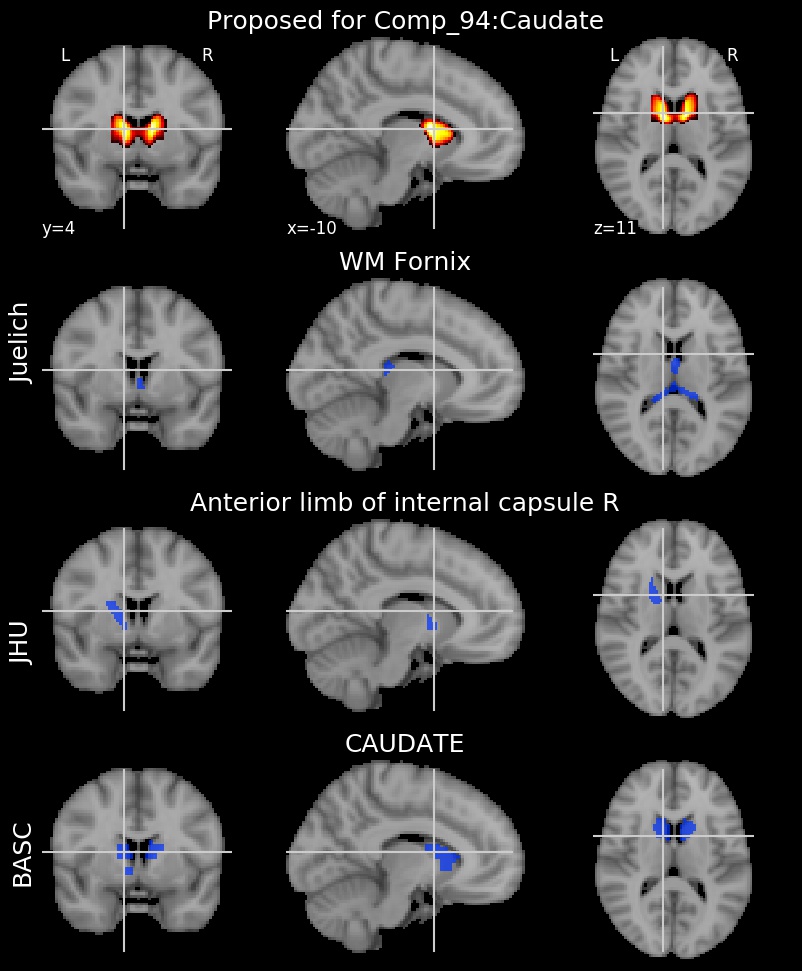 Proposed for Comp_94:Caudate
L R L R
y=4 x=-10 z=11
WM Fornix
Juelich
Anterior limb of internal capsule R
JHU
CAUDATE
BASC